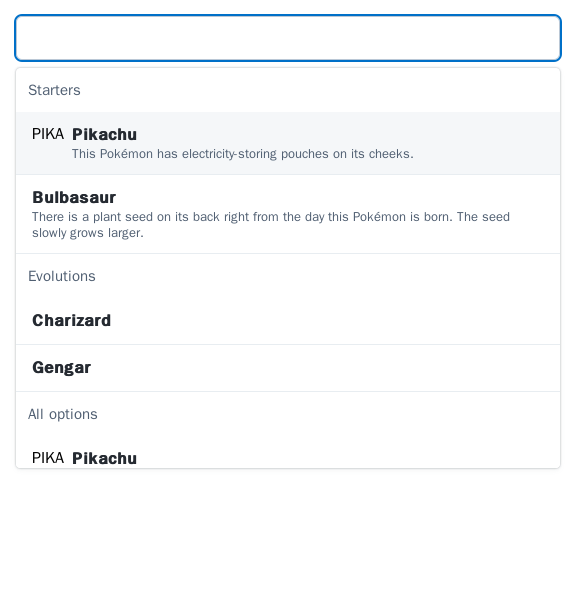 Starters
PIKA Pikachu
This Pokémon has electricity-storing pouches on its cheeks.
Bulbasaur
There is a plant seed on its back right from the day this Pokémon is born. The seed
slowly grows larger.
Evolutions
Charizard
Gengar
All options
PIKA Pikachu